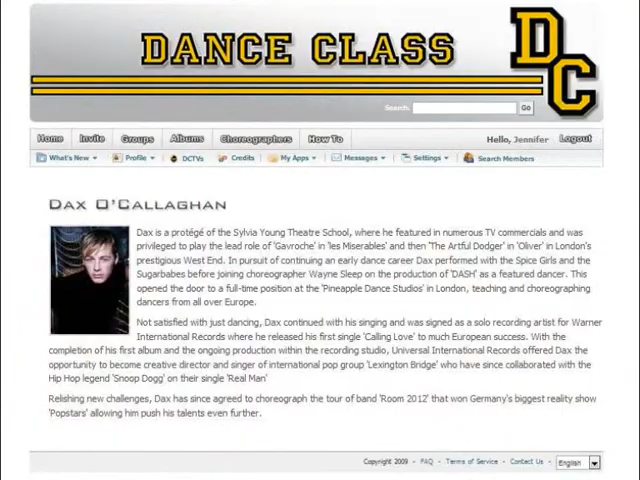 DANCE CLASS
DC
Search: Go
Home Invite Groups Albums Choreographers How To Hello, Jennifer Logout
What's New Profile DCTVs Credits My Apps Messages Settings Search Members
Dax O'Callaghan
Dax is a protégé of the Sylvia Young Theatre School, where he featured in numerous TV commercials and was
privileged to play the lead role of 'Gavroche' in 'les Miserables' and then 'The Artful Dodger' in 'Oliver' in London's
prestigious West End. In pursuit of continuing an early dance career Dax performed with the Spice Girls and the
Sugarbabes before joining choreographer Wayne Sleep on the production of 'DASH' as a featured dancer. This
opened the door to a full-time position at the 'Pineapple Dance Studios' in London, teaching and choreographing
dancers from all over Europe.
Not satisfied with just dancing, Dax continued with his singing and was signed as a solo recording artist for Warner
International Records where he released his first single 'Calling Love' to much European success. With the
completion of his first album and the ongoing production within the recording studio, Universal International Records offered Dax the
opportunity to become creative director and singer of international pop group 'Lexington Bridge' who have since collaborated with the
Hip Hop legend 'Snoop Dogg' on their single 'Real Man'
Relishing new challenges, Dax has since agreed to choreograph the tour of band 'Room 2012' that won Germany's biggest reality show
'Popstars' allowing him push his talents even further.
Copyright 2009 - FAQ - Terms of Service - Contact Us - English